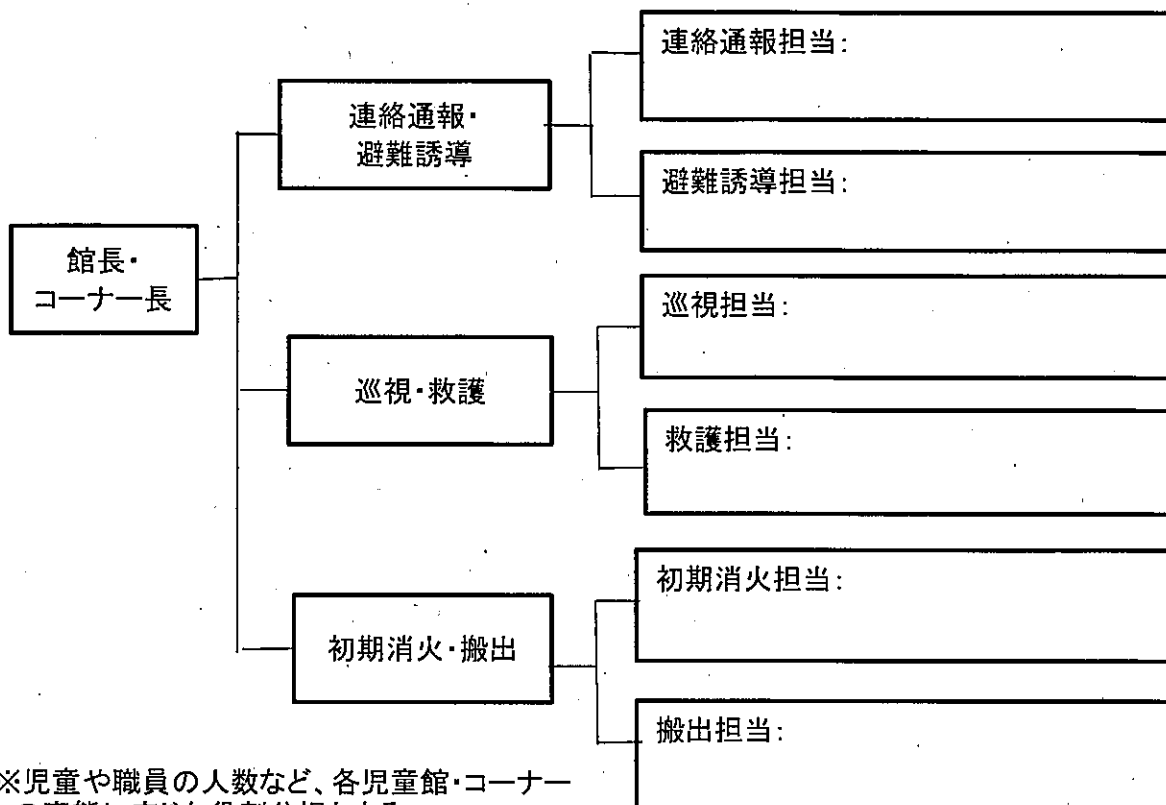 館長・
コーナー長
連絡通報・
避難誘導
連絡通報担当:
避難誘導担当:
巡視・救護
巡視担当:
救護担当:
初期消火・搬出
初期消火担当:
搬出担当:
※児童や職員の人数など、各児童館・コーナー